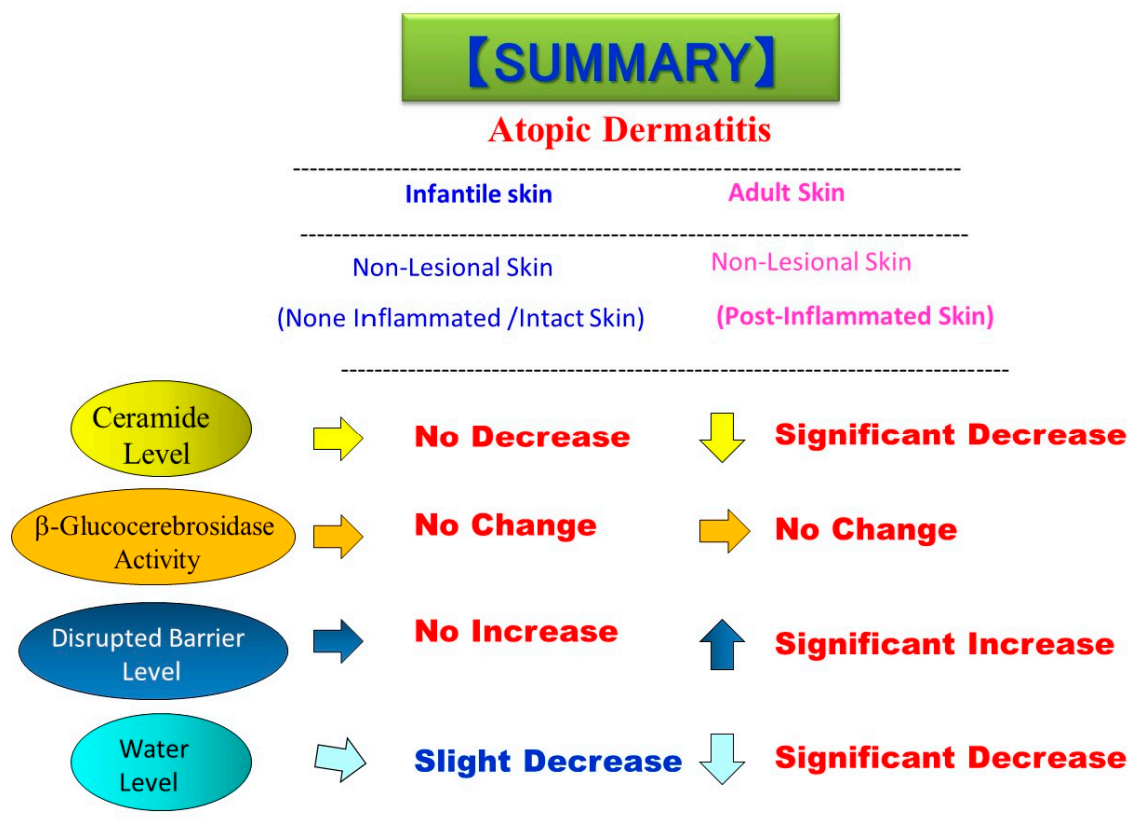 【SUMMARY】
Atopic Dermatitis
Infantile skin Adult Skin
Non-Lesional Skin Non-Lesional Skin
(None Inflammated /Intact Skin) (Post-Inflammated Skin)
Ceramide
Level
No Decrease Significant Decrease
β-Glucocerebrosidase
Activity
No Change No Change
Disrupted Barrier
Level
No Increase Significant Increase
Water
Level
Slight Decrease Significant Decrease